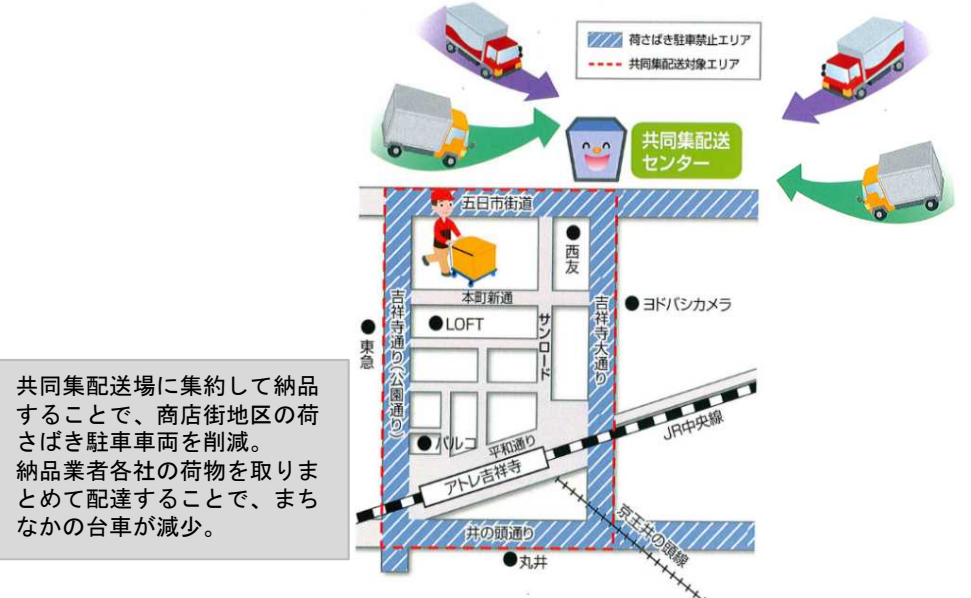 荷さばき駐車禁止エリア
共同集配送対象エリア
共同集配送
センター
五日市街道
西友
本町新通
LOFT
サンロード
吉祥寺大通り
ヨドバシカメラ
東急
吉祥寺通り(公園通り)
パルコ
平和通り
アトレ吉祥寺
JR中央線
京王井の頭線
井の頭通り
丸井
共同集配送場に集約して納品
することで、商店街地区の荷
さばき駐車車両を削減。
納品業者各社の荷物を取りま
とめて配達することで、まち
なかの台車が減少。